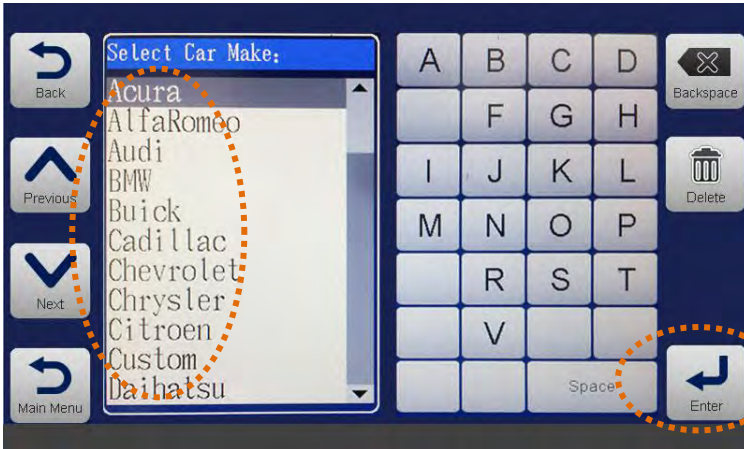 Back
Previous
Next
Main Menu
Select Car Make:
Acura
AlfaRomeo
Audi
BMW
Buick
Cadillac
Chevrolet
Chrysler
Citroen
Custom
Daihatsu
A B C D
F G H
I J K L
M N O P
R S T
V
Space
Backspace
Delete
Enter